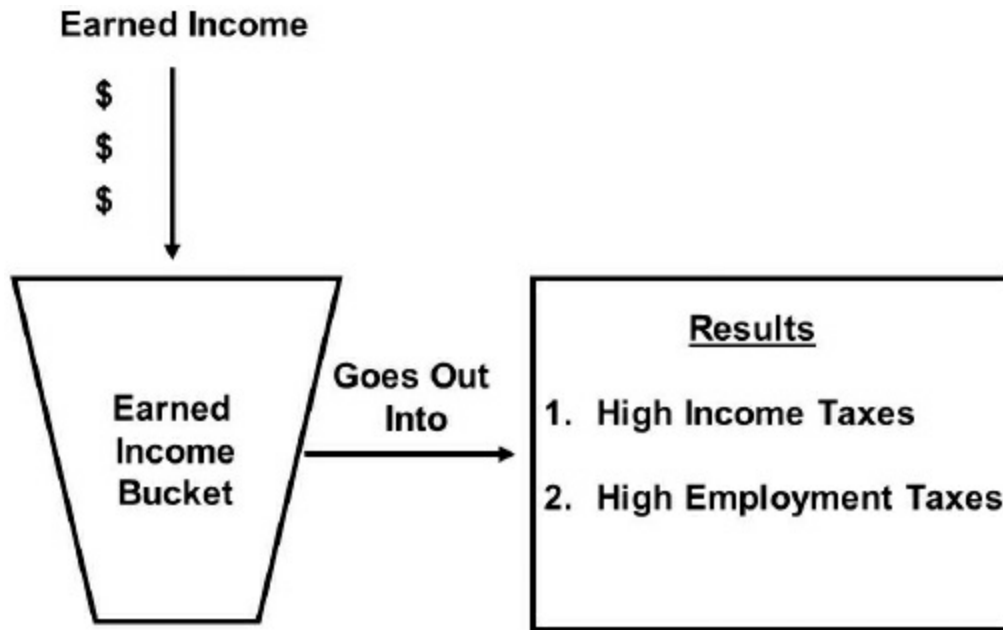 Earned Income
$
$
$
Earned
Income
Bucket
Goes Out
Into
Results
1. High Income Taxes
2. High Employment Taxes